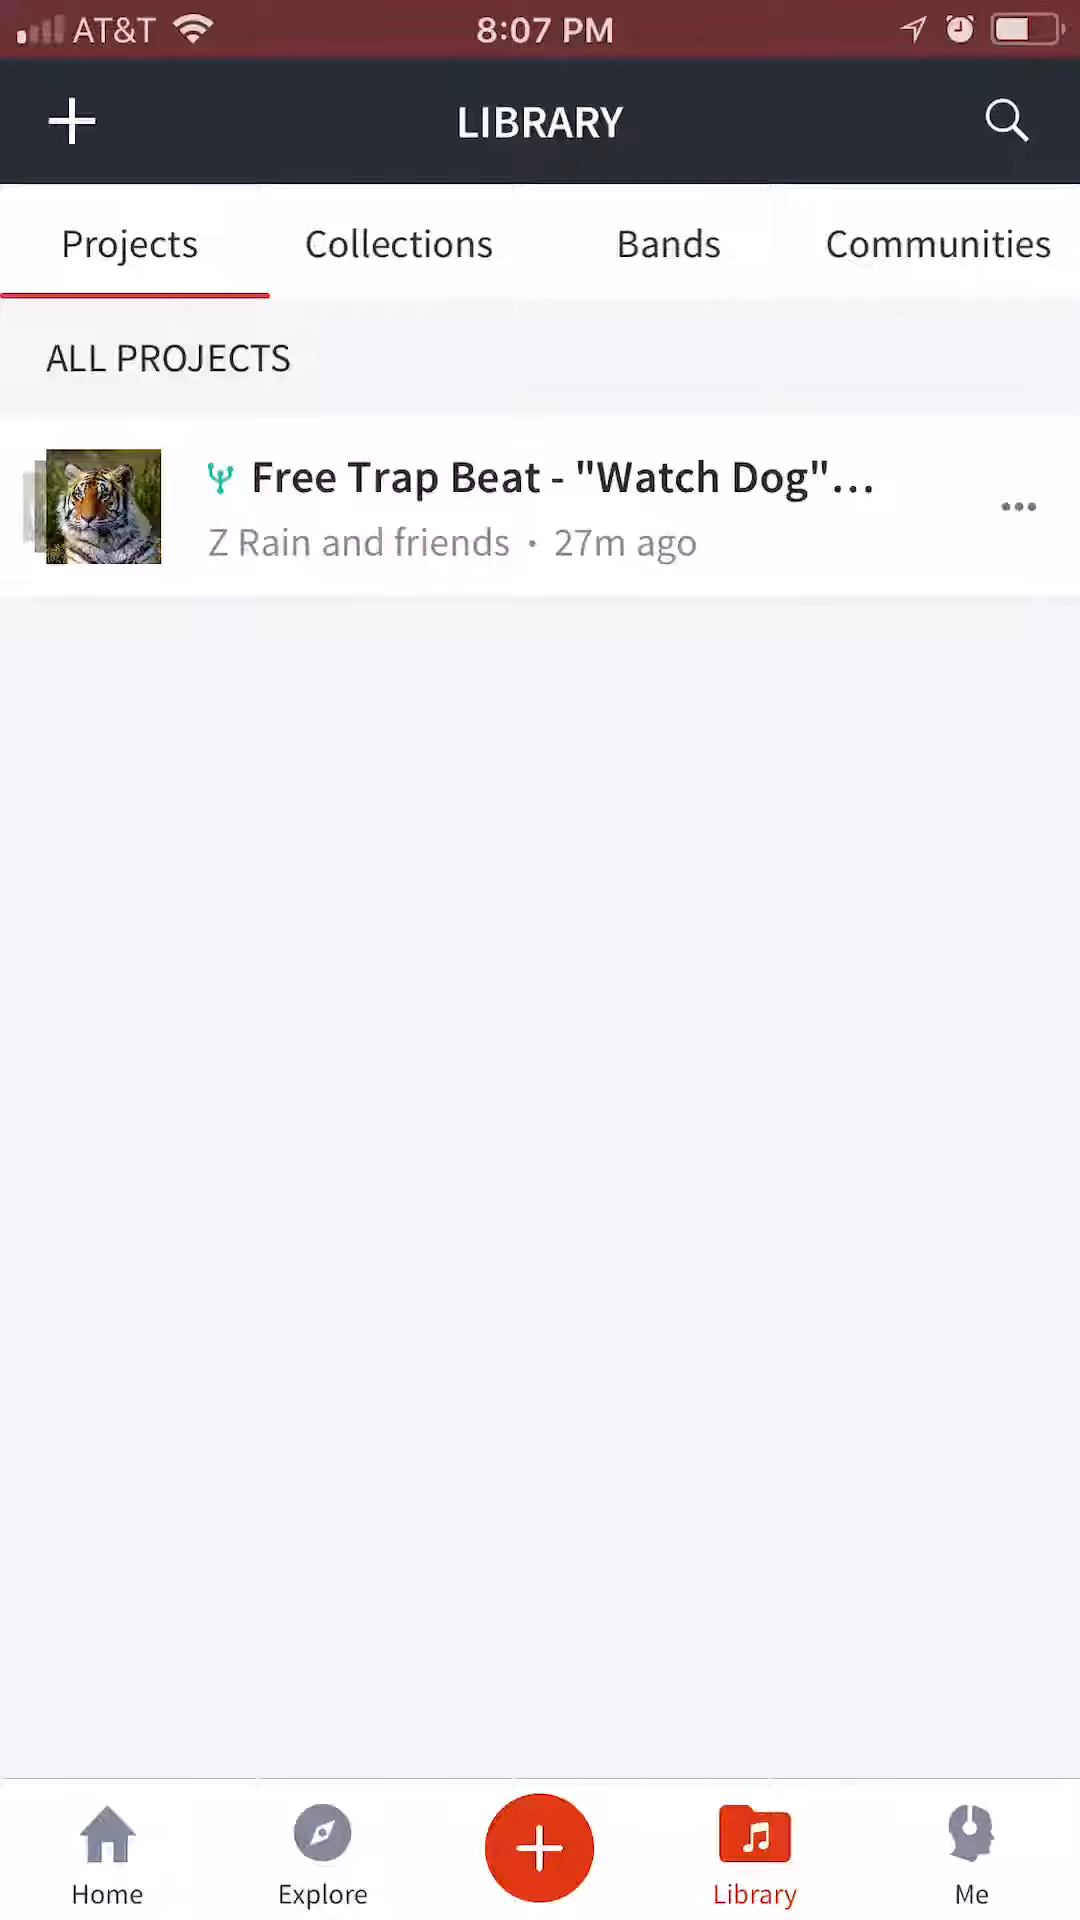 AT&T 8:07 PM
LIBRARY
Projects Collections Bands Communities
ALL PROJECTS
Free Trap Beat - "Watch Dog"...
Z Rain and friends • 27m ago
Home Explore Library Me